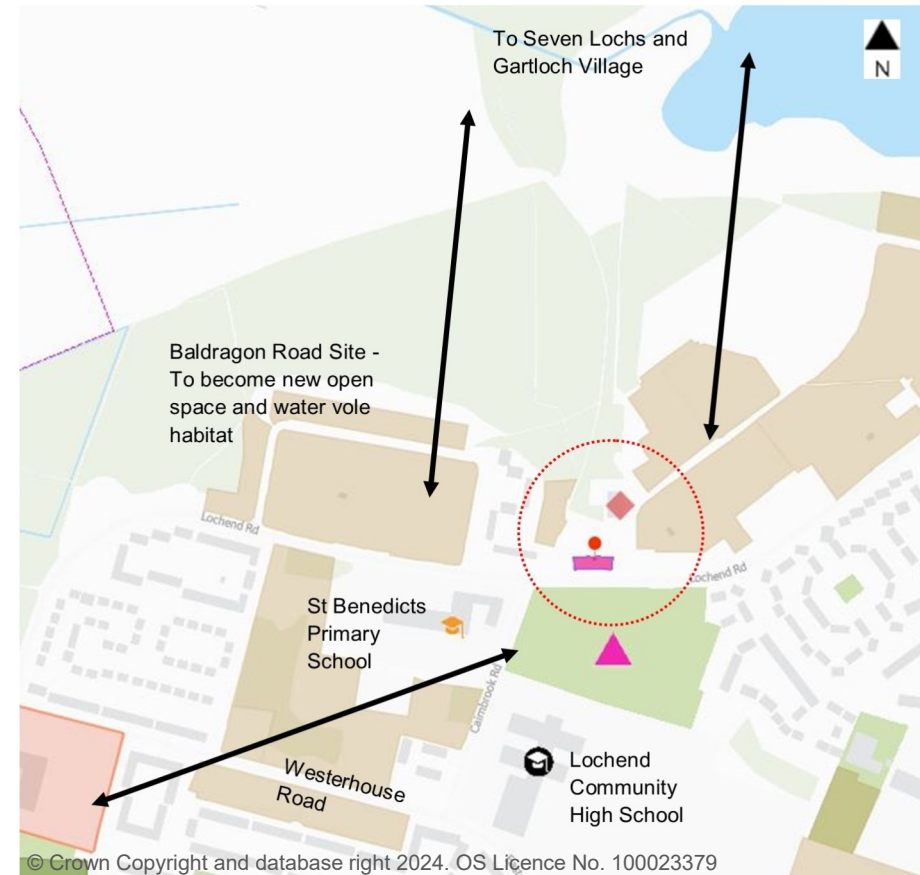 To Seven Lochs and
Gartloch Village
N
Baldragon Road Site -
To become new open
space and water vole
habitat
Lochend Rd
Lochend Rd
St Benedicts
Primary
School
Cairnbrook Rd
Westerhouse
Road
Lochend
Community
High School
© Crown Copyright and database right 2024. OS Licence No. 100023379